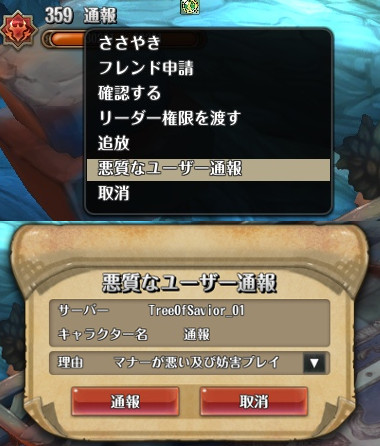 359 通報
ささやき
フレンド申請
確認する
リーダー権限を渡す
追放
悪質なユーザー通報
取消
悪質なユーザー通報
サーバー TreeOfSavior_01
キャラクター名 通報
理由 マナーが悪い及び妨害プレイ
通報 取消